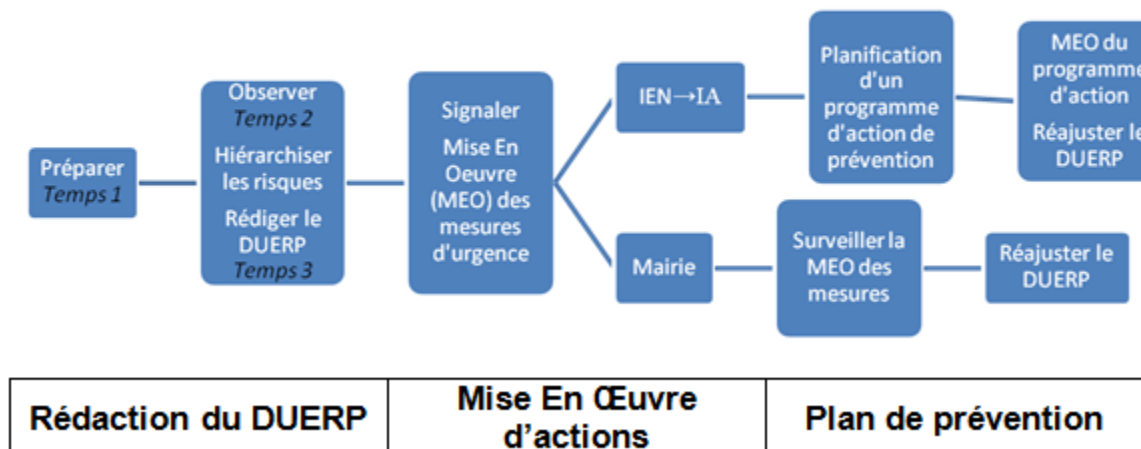 Préparer
Temps 1
Observer
Temps 2
Hiérarchiser
les risques
Rédiger le
DUERP
Temps 3
Signaler
Mise En
Oeuvre
(MEO) des
mesures
d'urgence
IEN→IA
Planification
d'un
programme
d'action de
prévention
MEO du
programme
d'action
Réajuster le
DUERP
Mairie
Surveiller la
MEO des
mesures
Réajuster le
DUERP
Rédaction du DUERP
Mise En Œuvre
d’actions
Plan de prévention